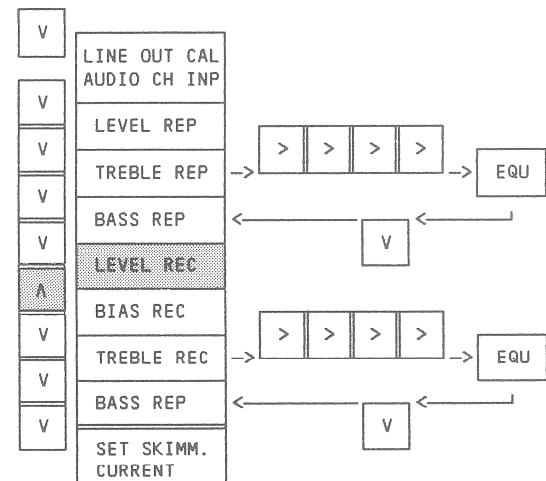 V
LINE OUT CAL
AUDIO CH INP
V
LEVEL REP
V
TREBLE REP
—> > > > > —> EQU
V
BASS REP
<— V <—
V
LEVEL REC
Λ
BIAS REC
V
TREBLE REC
—> > > > > —> EQU
V
BASS REP
<— V <—
V
SET SKIMM.
CURRENT